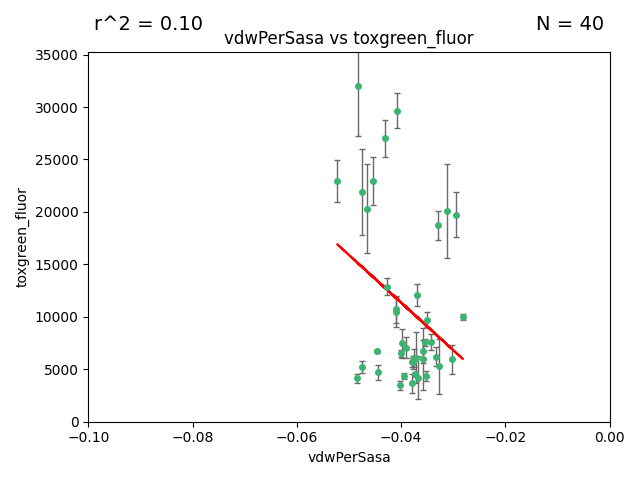 r^2 = 0.10
N = 40
vdwPerSasa vs toxgreen_fluor
35000
30000
25000
20000
15000
10000
5000
0
toxgreen_fluor
−0.10
−0.08
−0.06
−0.04
−0.02
0.00
vdwPerSasa